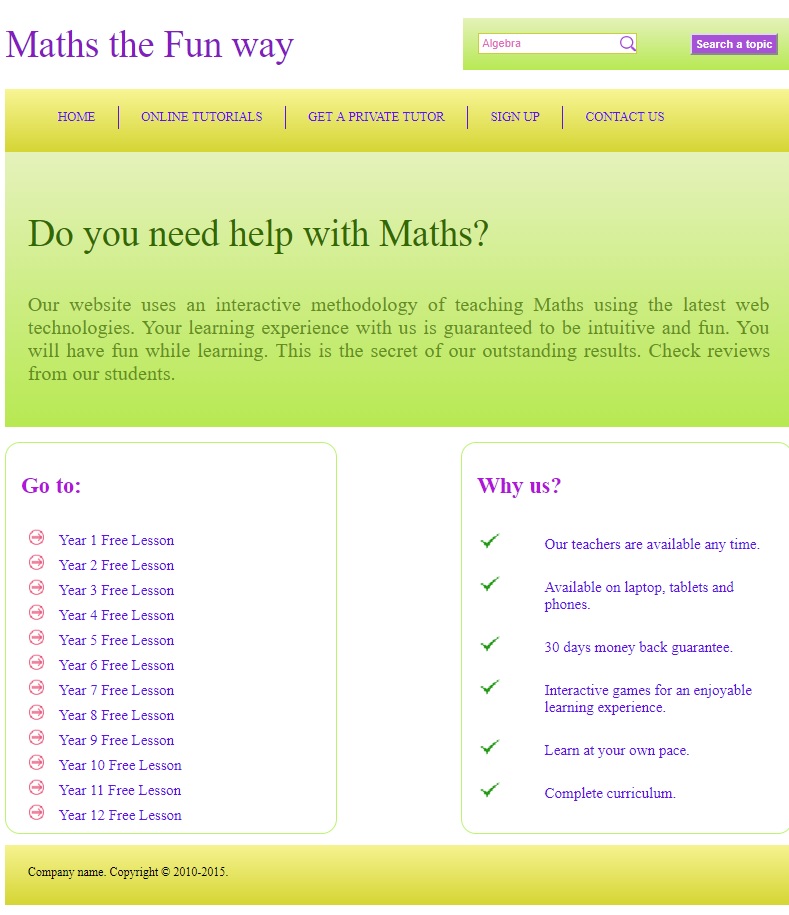 Maths the Fun way
Algebra
Search a topic
HOME
ONLINE TUTORIALS
GET A PRIVATE TUTOR
SIGN UP
CONTACT US
Do you need help with Maths?
Our website uses an interactive methodology of teaching Maths using the latest web
technologies. Your learning experience with us is guaranteed to be intuitive and fun. You
will have fun while learning. This is the secret of our outstanding results. Check reviews
from our students.
Go to:
Year 1 Free Lesson
Year 2 Free Lesson
Year 3 Free Lesson
Year 4 Free Lesson
Year 5 Free Lesson
Year 6 Free Lesson
Year 7 Free Lesson
Year 8 Free Lesson
Year 9 Free Lesson
Year 10 Free Lesson
Year 11 Free Lesson
Year 12 Free Lesson
Why us?
Our teachers are available any time.
Available on laptop, tablets and
phones.
30 days money back guarantee.
Interactive games for an enjoyable
learning experience.
Learn at your own pace.
Complete curriculum.
Company name. Copyright © 2010-2015.